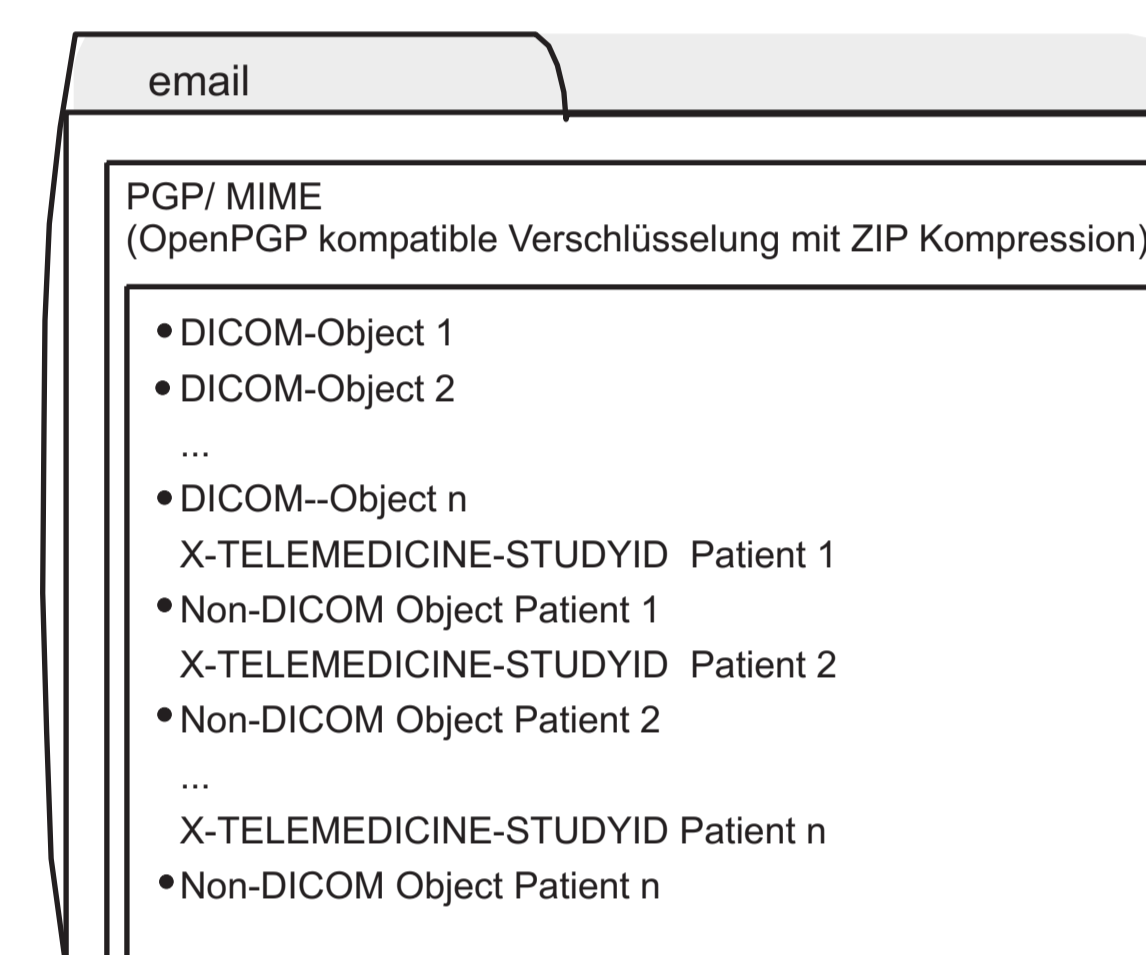 email
PGP/ MIME
(OpenPGP kompatible Verschlüsselung mit ZIP Kompression)
• DICOM-Object 1
• DICOM-Object 2
...
• DICOM--Object n
X-TELEMEDICINE-STUDYID Patient 1
• Non-DICOM Object Patient 1
X-TELEMEDICINE-STUDYID Patient 2
• Non-DICOM Object Patient 2
...
X-TELEMEDICINE-STUDYID Patient n
• Non-DICOM Object Patient n